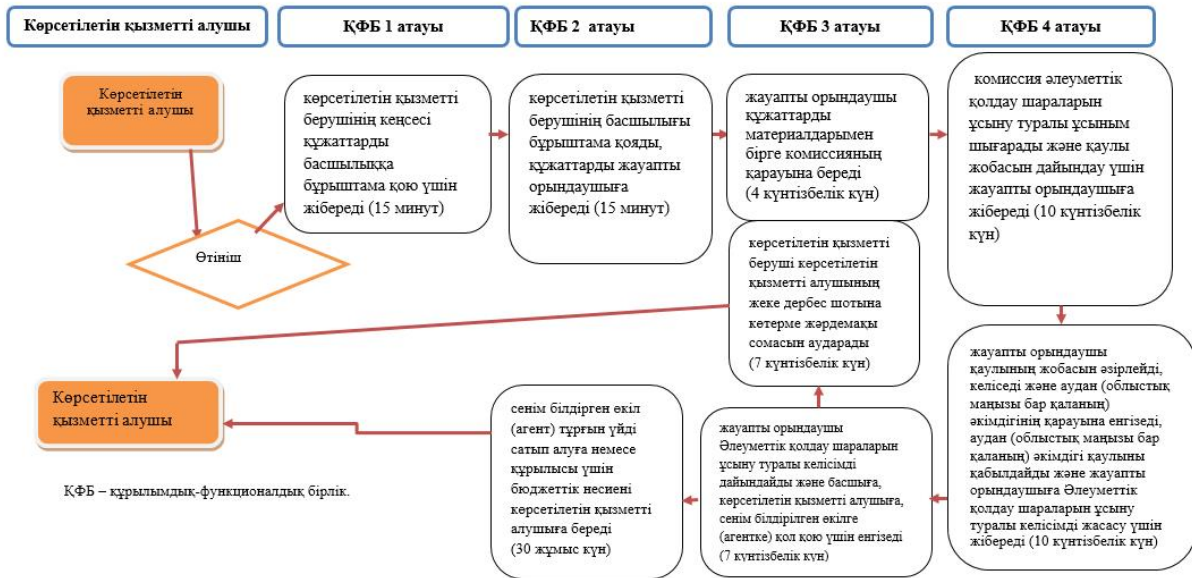 Көрсетілетін қызметті алушы
ҚФБ 1 атауы
ҚФБ 2 атауы
ҚФБ 3 атауы
ҚФБ 4 атауы
Көрсетілетін
қызметті алушы
көрсетілетін қызметті
берушінің кеңсесі
құжаттарды
басшылыққа
бұрыштама қою үшін
жібереді (15 минут)
көрсетілетін қызметті
берушінің басшылығы
бұрыштама қояды,
құжаттарды жауапты
орындаушыға
жібереді (15 минут)
жауапты орындаушы
құжаттарды
материалдарымен
бірге комиссияның
қарауына береді
(4 күнтізбелік күн)
комиссия әлеуметтік
қолдау шараларын
ұсыну туралы ұсыным
шығарады және қаулы
жобасын дайындау үшін
жауапты орындаушыға
жібереді (10 күнтізбелік
күн)
Өтініш
көрсетілетін қызметті
беруші көрсетілетін
қызметті алушының
жеке дербес шотына
көтерме жәрдемақы
сомасын аударады
(7 күнтізбелік күн)
Көрсетілетін
қызметті алушы
сенім білдірген өкіл
(агент) тұрғын үйді
сатып алуға немесе
құрылысы үшін
бюджеттік несиені
көрсетілетін қызметті
алушыға береді
(30 жұмыс күн)
жауапты орындаушы
Әлеуметтік қолдау шараларын
ұсыну туралы келісімді
дайындайды және басшыға,
көрсетілетін қызметті алушыға,
сенім білдірілген өкілге
(агентке) қол қою үшін енгізеді
(7 күнтізбелік күн)
жауапты орындаушы
қаулының жобасын әзірлейді,
келіседі және аудан (облыстық
маңызы бар қаланың)
әкімдігінің қарауына енгізеді,
аудан (облыстық маңызы бар
қаланың) әкімдігі қаулыны
қабылдайды және жауапты
орындаушыға Әлеуметтік
қолдау шараларын ұсыну
туралы келісімді жасасу үшін
жібереді (10 күнтізбелік күн)
ҚФБ – құрылымдық-функционалдық бірлік.